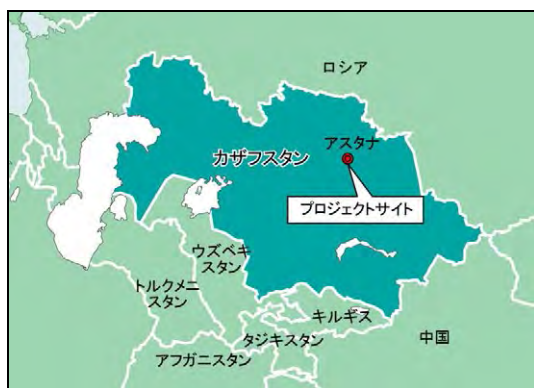 ロシア
アスタナ
カザフスタン
プロジェクトサイト
ウズベキ
スタン
トルクメニ
スタン
キルギス
タジキスタン
中国
アフガニスタン